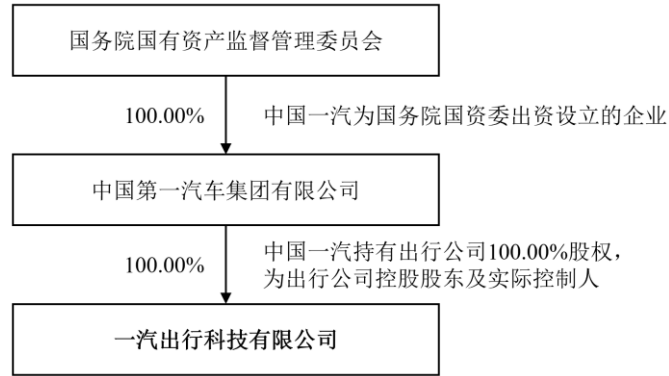 国务院国有资产监督管理委员会
100.00%
中国一汽为国务院国资委出资设立的企业
中国第一汽车集团有限公司
100.00%
中国一汽持有出行公司100.00%股权，
为出行公司控股股东及实际控制人
一汽出行科技有限公司